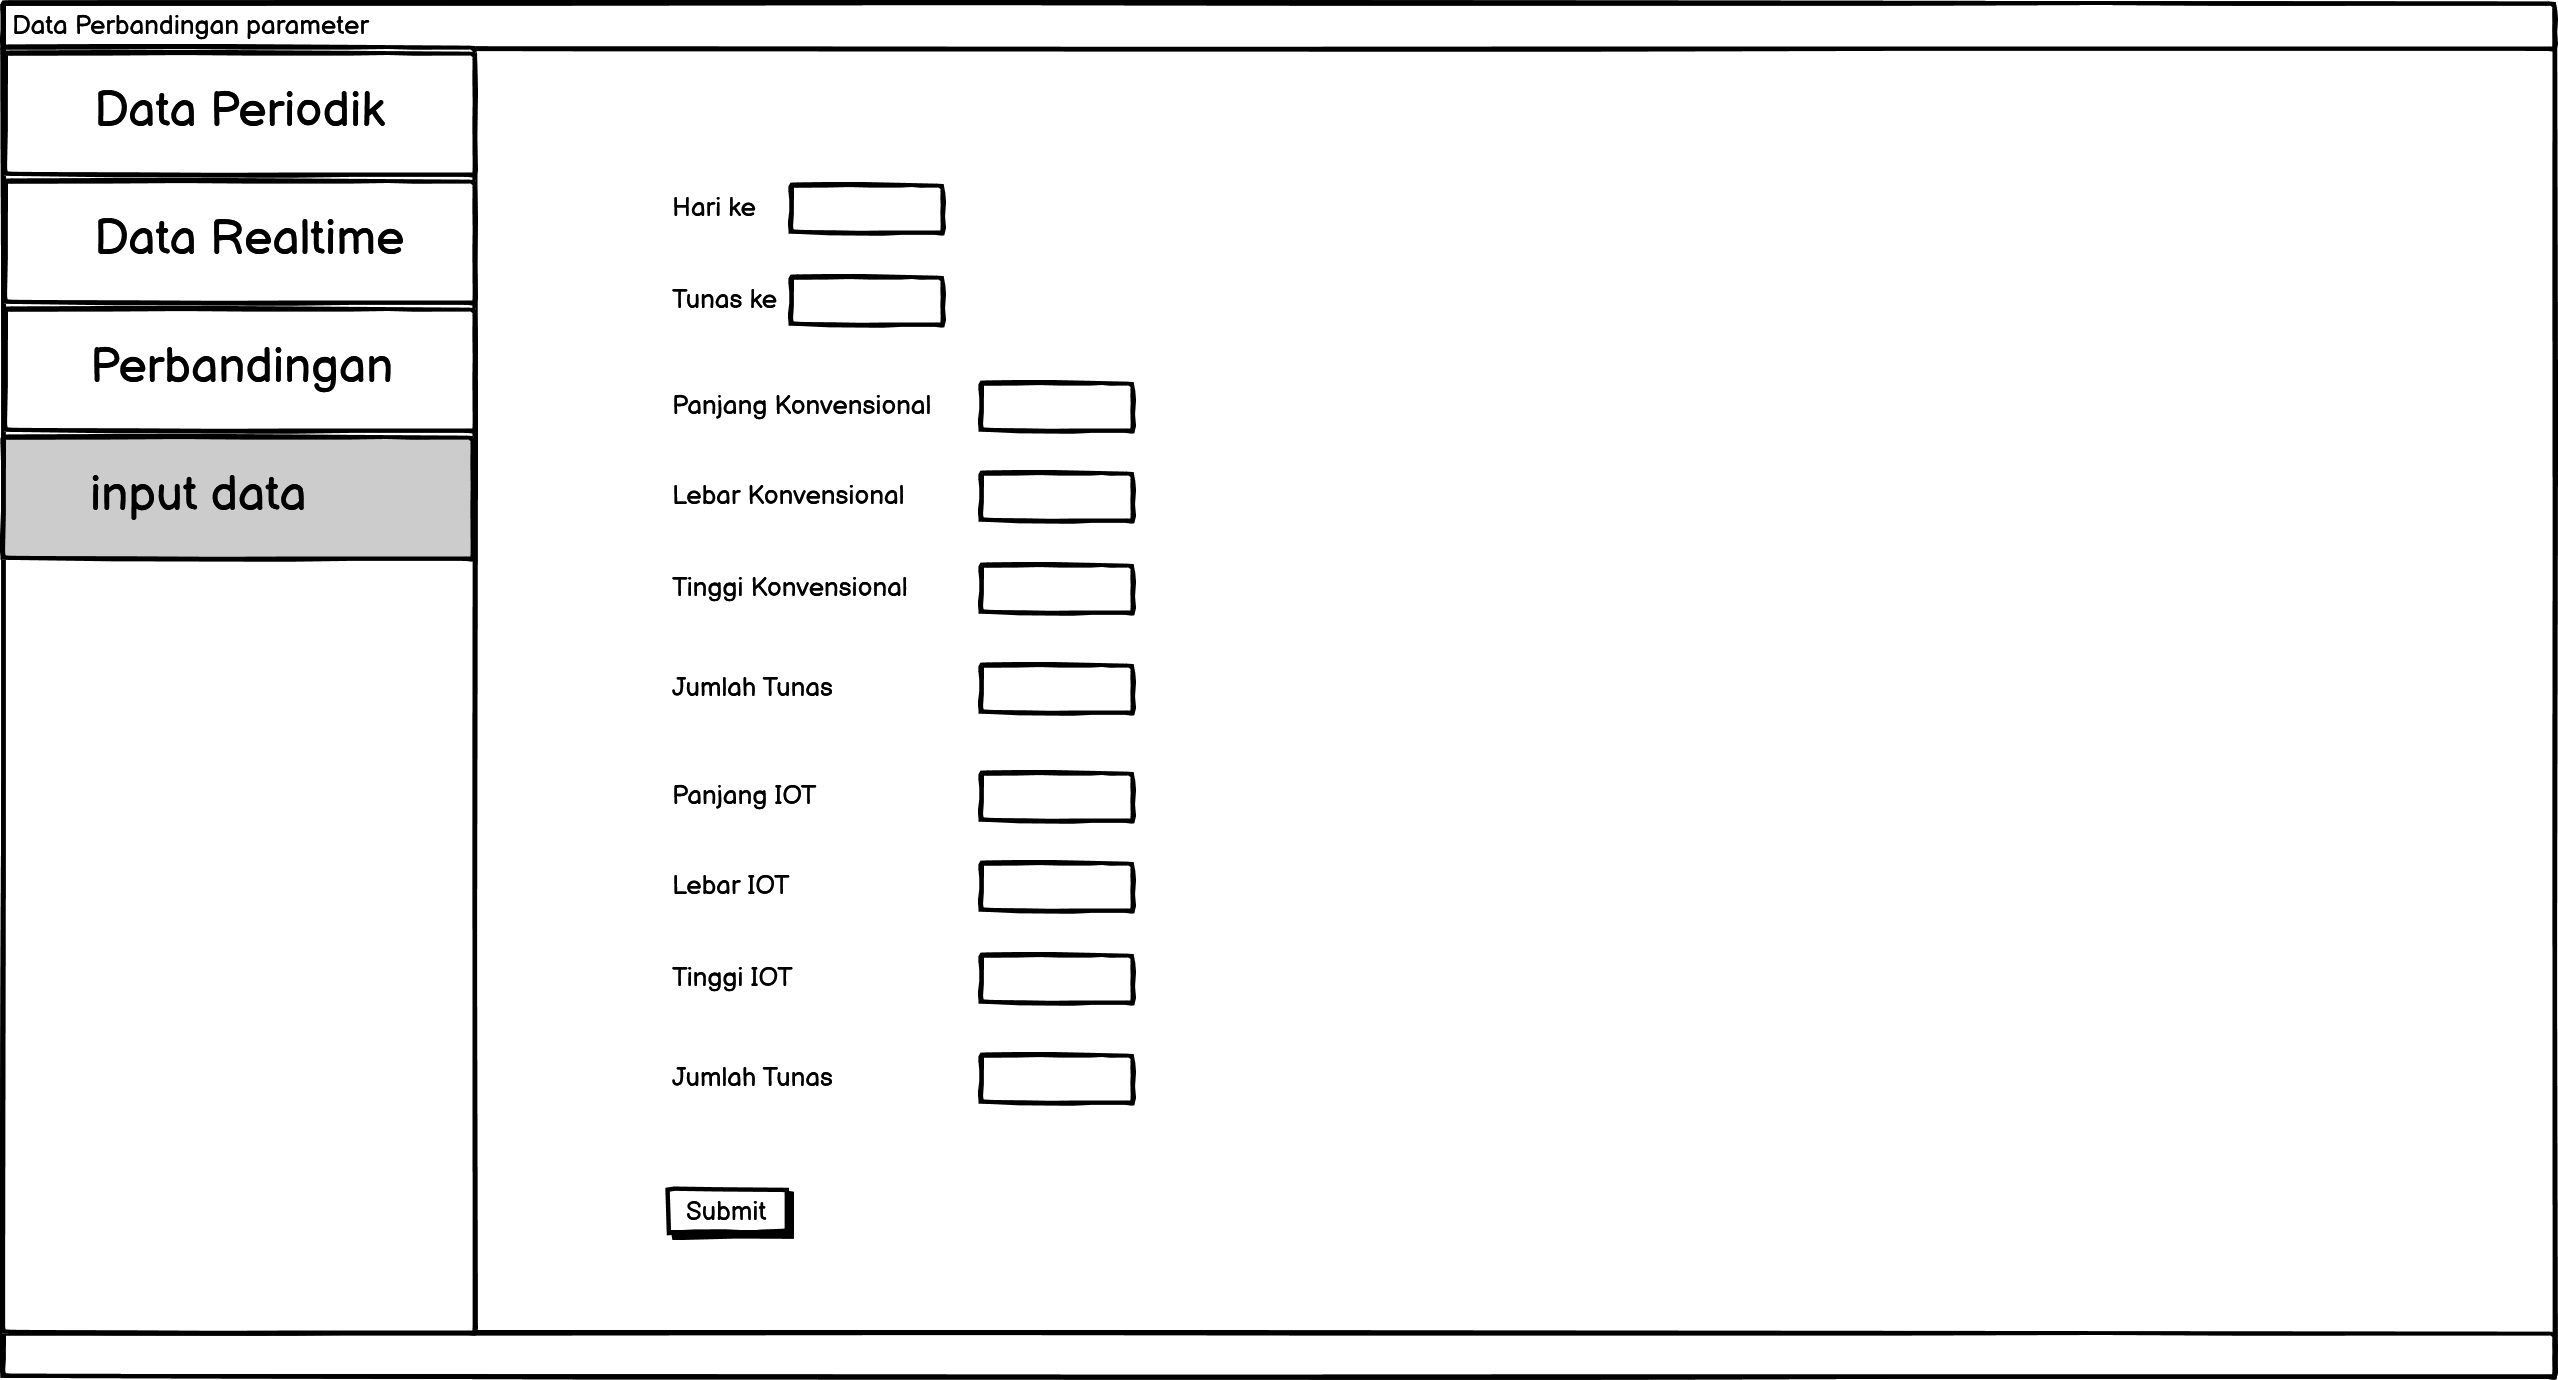 Data Perbandingan parameter
Data Periodik
Data Realtime
Perbandingan
input data
Hari ke
Tunas ke
Panjang Konvensional
Lebar Konvensional
Tinggi Konvensional
Jumlah Tunas
Panjang IOT
Lebar IOT
Tinggi IOT
Jumlah Tunas
Submit